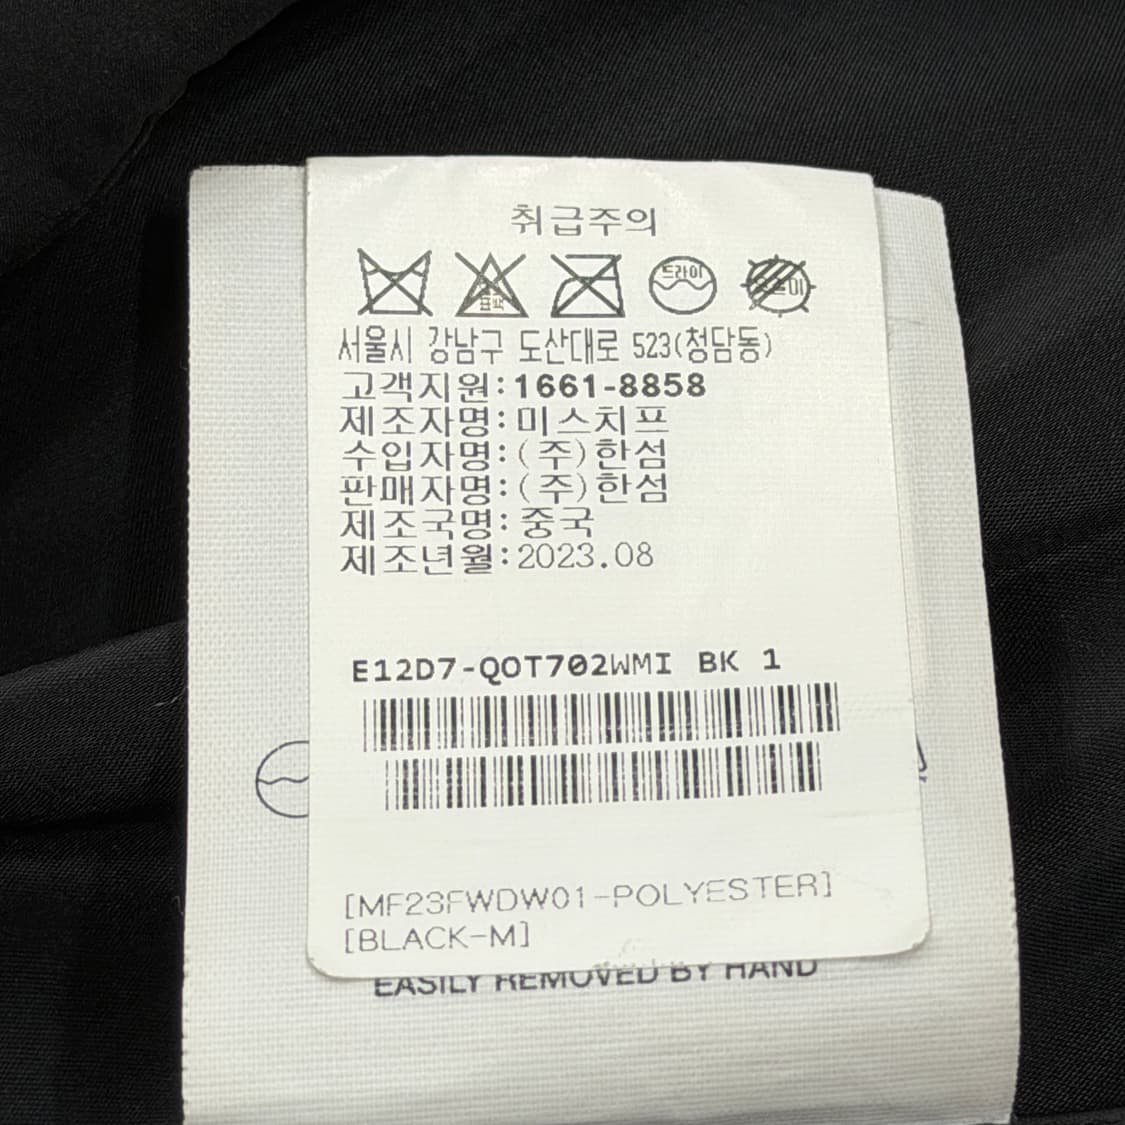 취급주의
표백
드라이
서울시 강남구 도산대로 523(청담동)
고객지원:1661-8858
제조자명:미스치프
수입자명:(주)한섬
판매자명:(주)한섬
제조국명:중국
제조년월:2023.08
E12D7-QOT702WMI BK 1
[MF23FWDW01-POLYESTER]
[BLACK-M]
EASILY REMOVED BY HAND